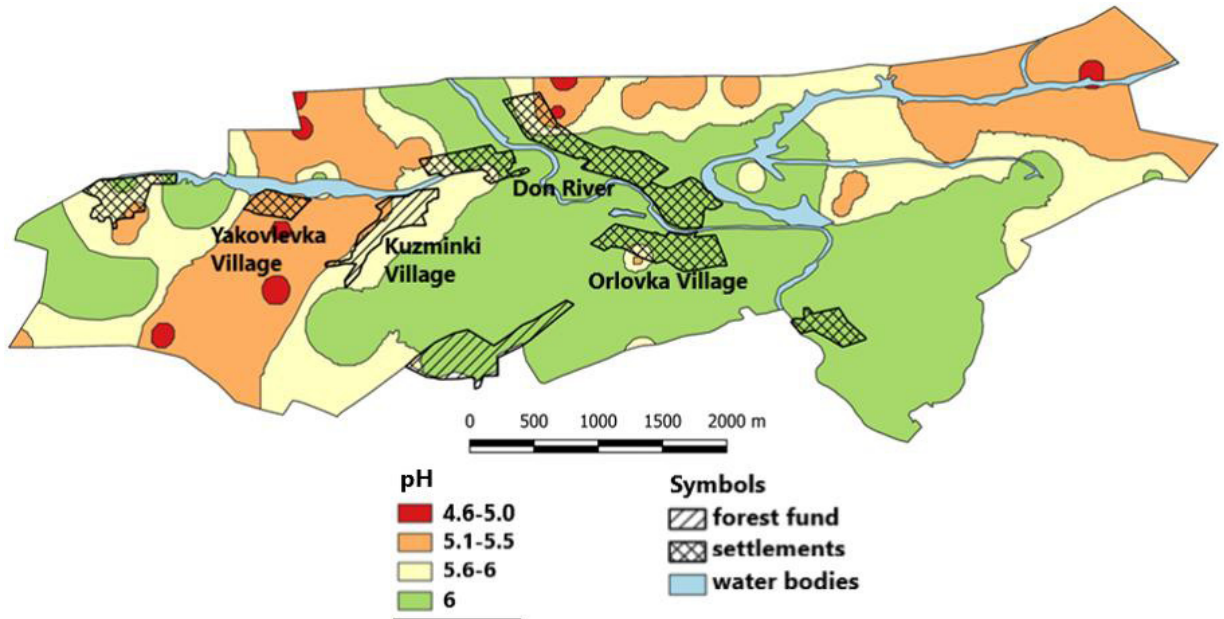 Don River
Yakovlevka
Village
Kuzminki
Village
Orlovka Village
0 500 1000 1500 2000 m
pH
4.6-5.0
5.1-5.5
5.6-6
6
Symbols
forest fund
settlements
water bodies